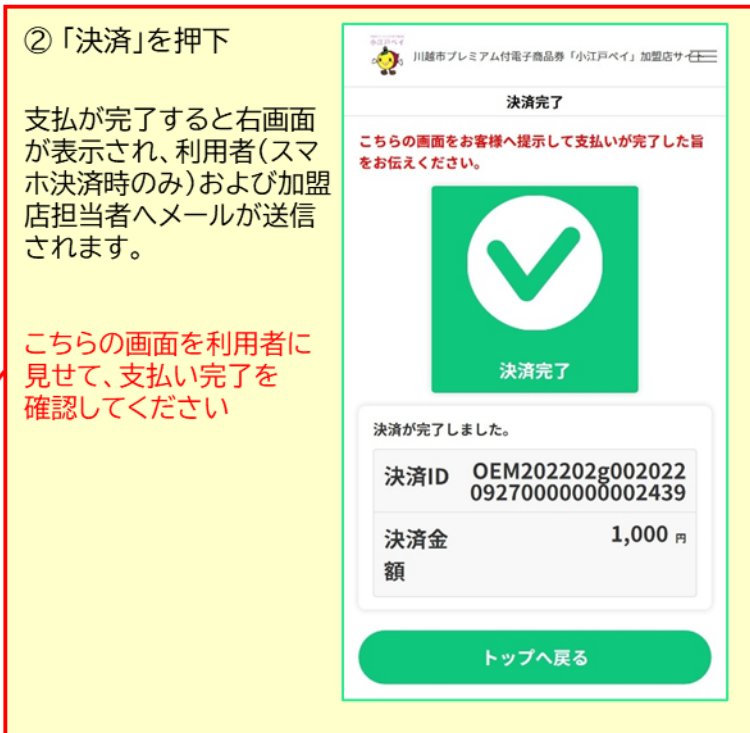 ② 「決済」を押下
支払が完了すると右画面
が表示され、利用者(スマ
ホ決済時のみ)および加盟
店担当者へメールが送信
されます。
こちらの画面を利用者に
見せて、支払い完了を
確認してください
小江戸ペイ
川越市プレミアム付電子商品券「小江戸ペイ」加盟店サイト
決済完了
こちらの画面をお客様へ提示して支払いが完了した旨
をお伝えください。
決済完了
決済が完了しました。
決済ID OEM202202g002022
09270000000002439
決済金 1,000 円
額
トップへ戻る